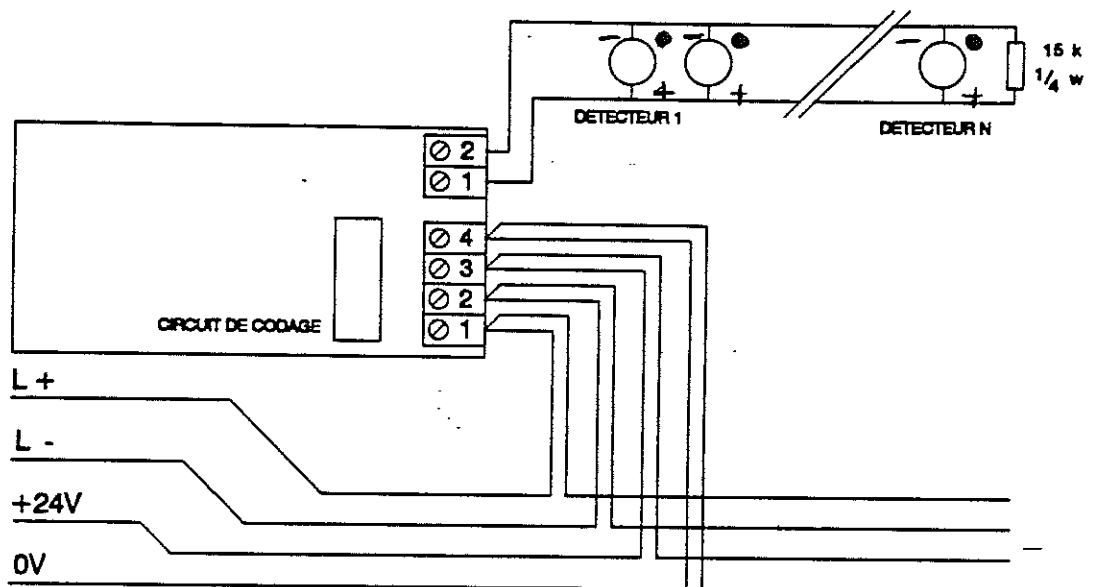 15 k
1/4 w
DETECTEUR 1
DETECTEUR N
2
1
4
3
2
1
CIRCUIT DE CODAGE
L +
L -
+24V
0V